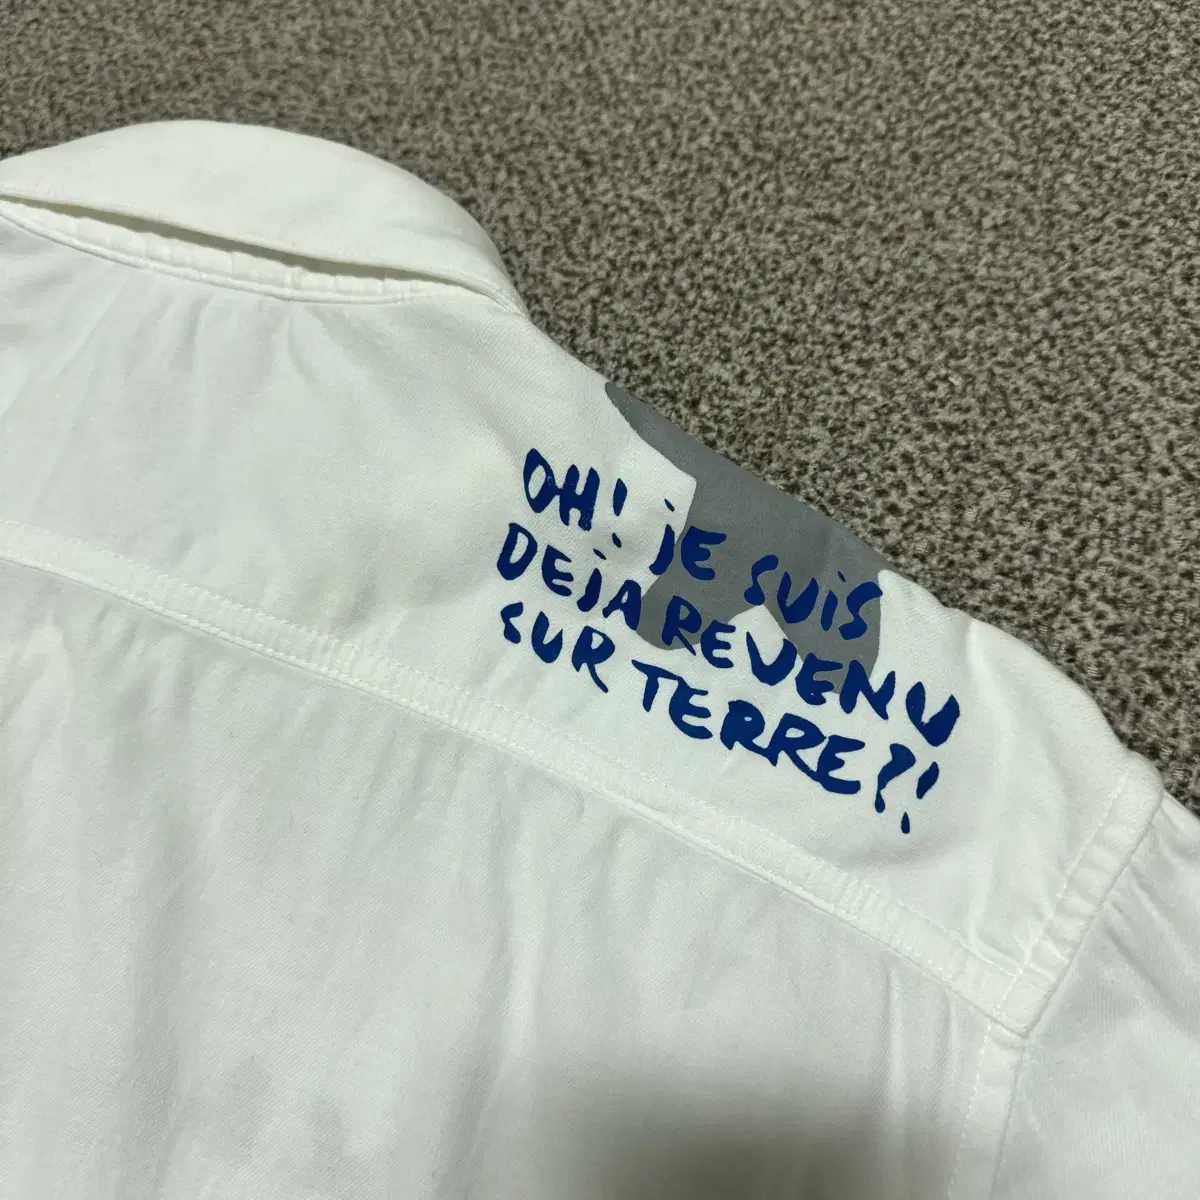 OH! jE SUiS
DEjA REVENU
SUR TERRE?!